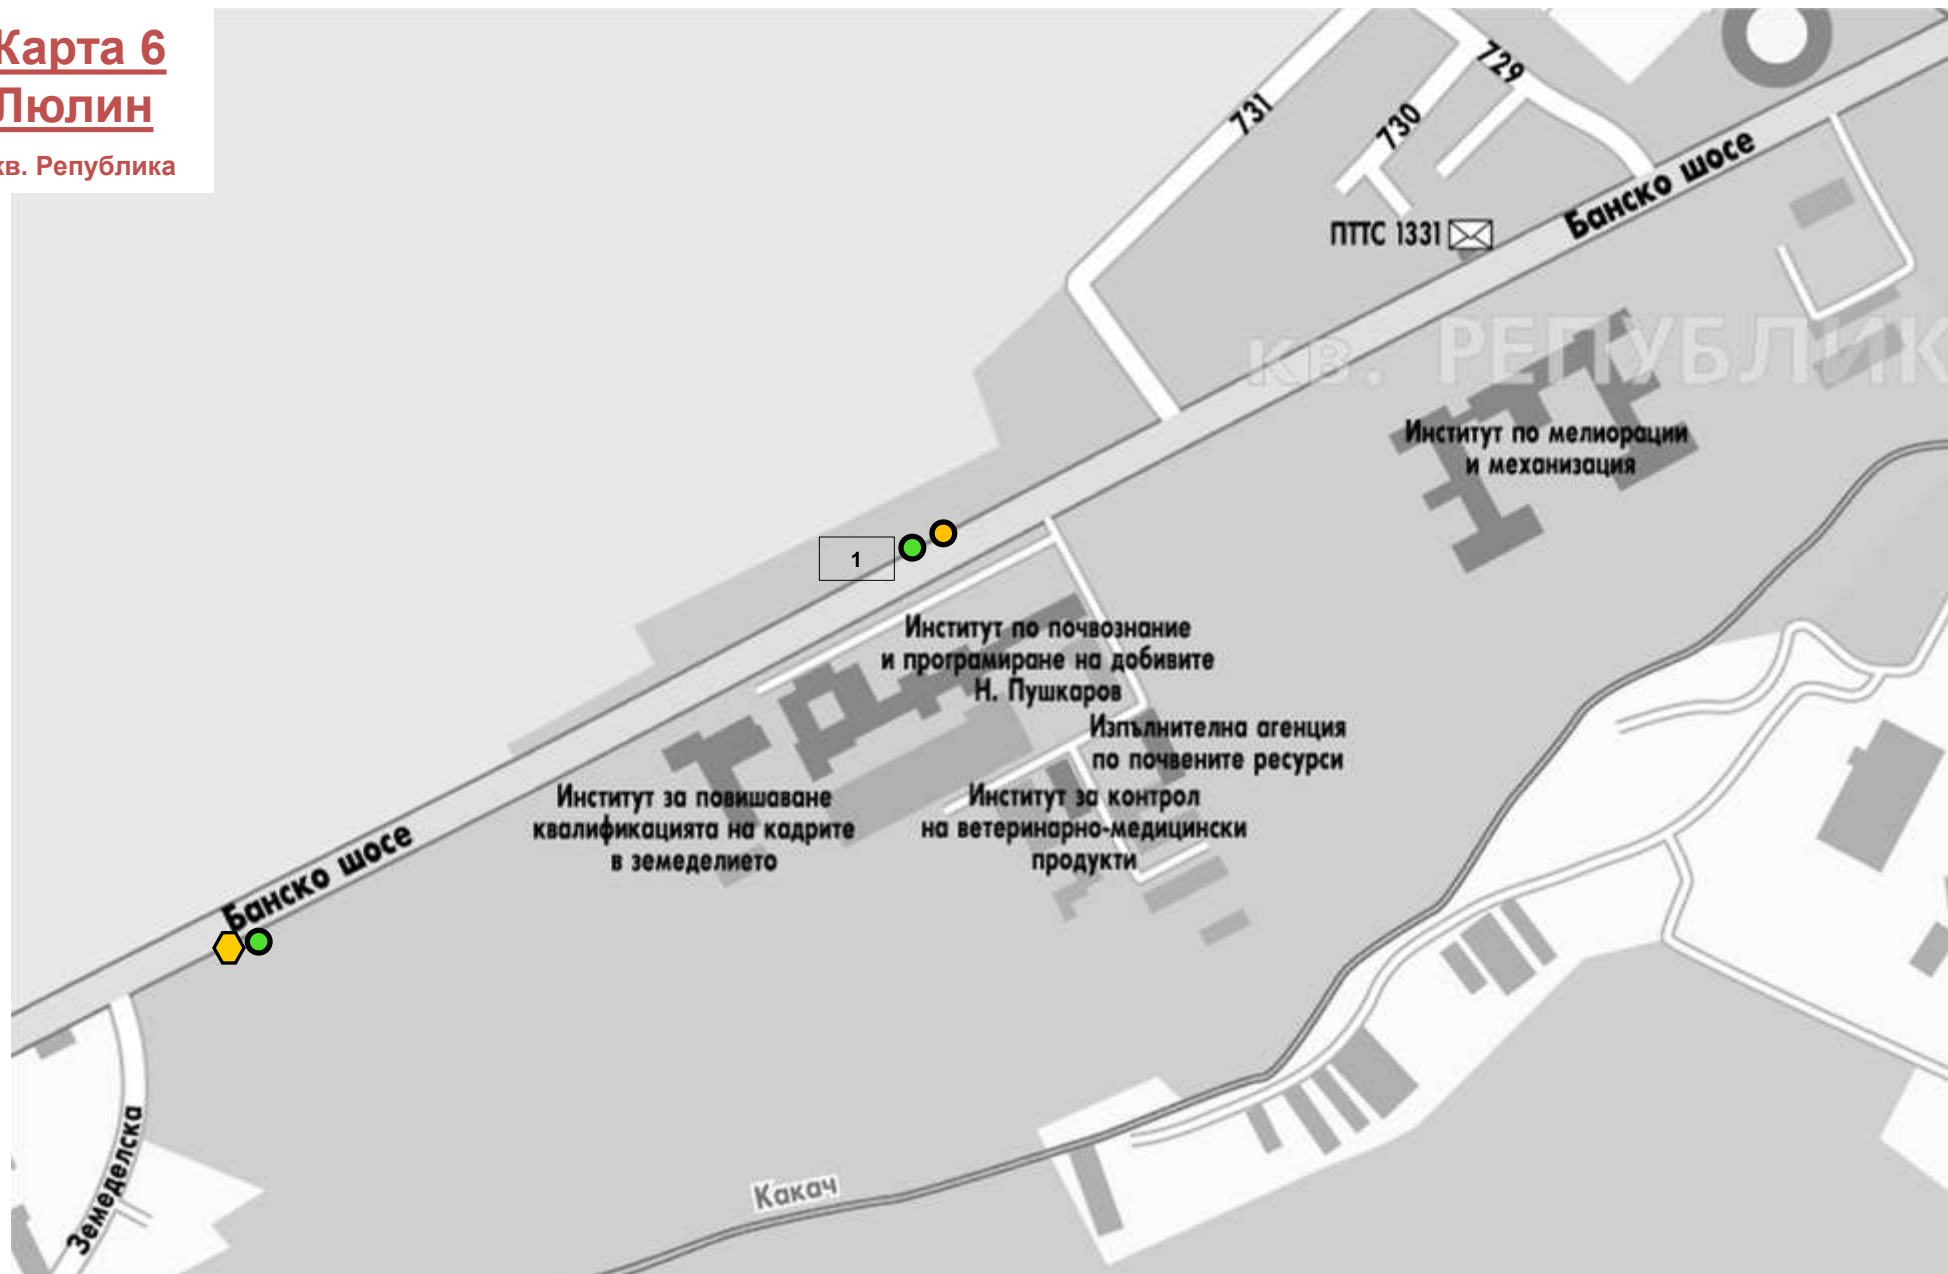 Карта 6
Люлин
кв. Република
729
731
730
Банско шосе
ПТТС 1331
кв. РЕПУБЛИК
Институт по мелиорации
и механизация
1
Институт по почвознание
и програмиране на добивите
Н. Пушкаров
Изпълнителна агенция
по почвените ресурси
Институт за повишаване
квалификацията на кадрите
в земеделието
Институт за контрол
на ветеринарно-медицински
продукти
Банско шосе
Земеделска
Какач